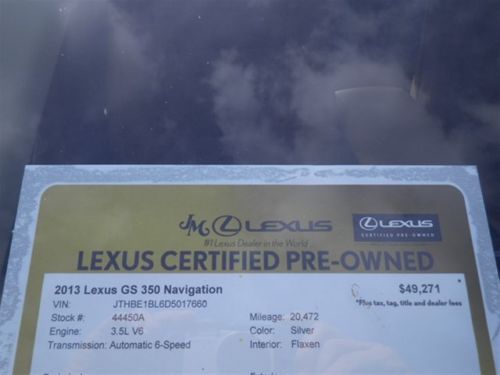 JM LEXUS
#1 Lexus Dealer in the World ...
LEXUS
CERTIFIED PRE-OWNED
LEXUS CERTIFIED PRE-OWNED
2013 Lexus GS 350 Navigation
$49,271
*Plus tax, tag, title and dealer fees
VIN: JTHBE1BL6D5017660
Stock #: 44450A
Mileage: 20,472
Engine: 3.5L V6
Color: Silver
Transmission: Automatic 6-Speed
Interior: Flaxen